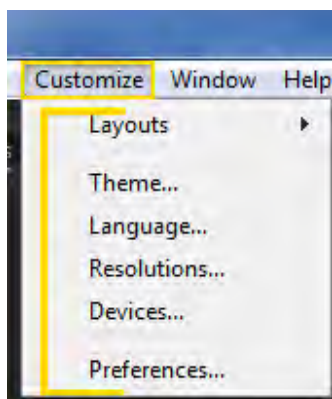 Customize Window Help
Layouts
Theme...
Language...
Resolutions...
Devices...
Preferences...